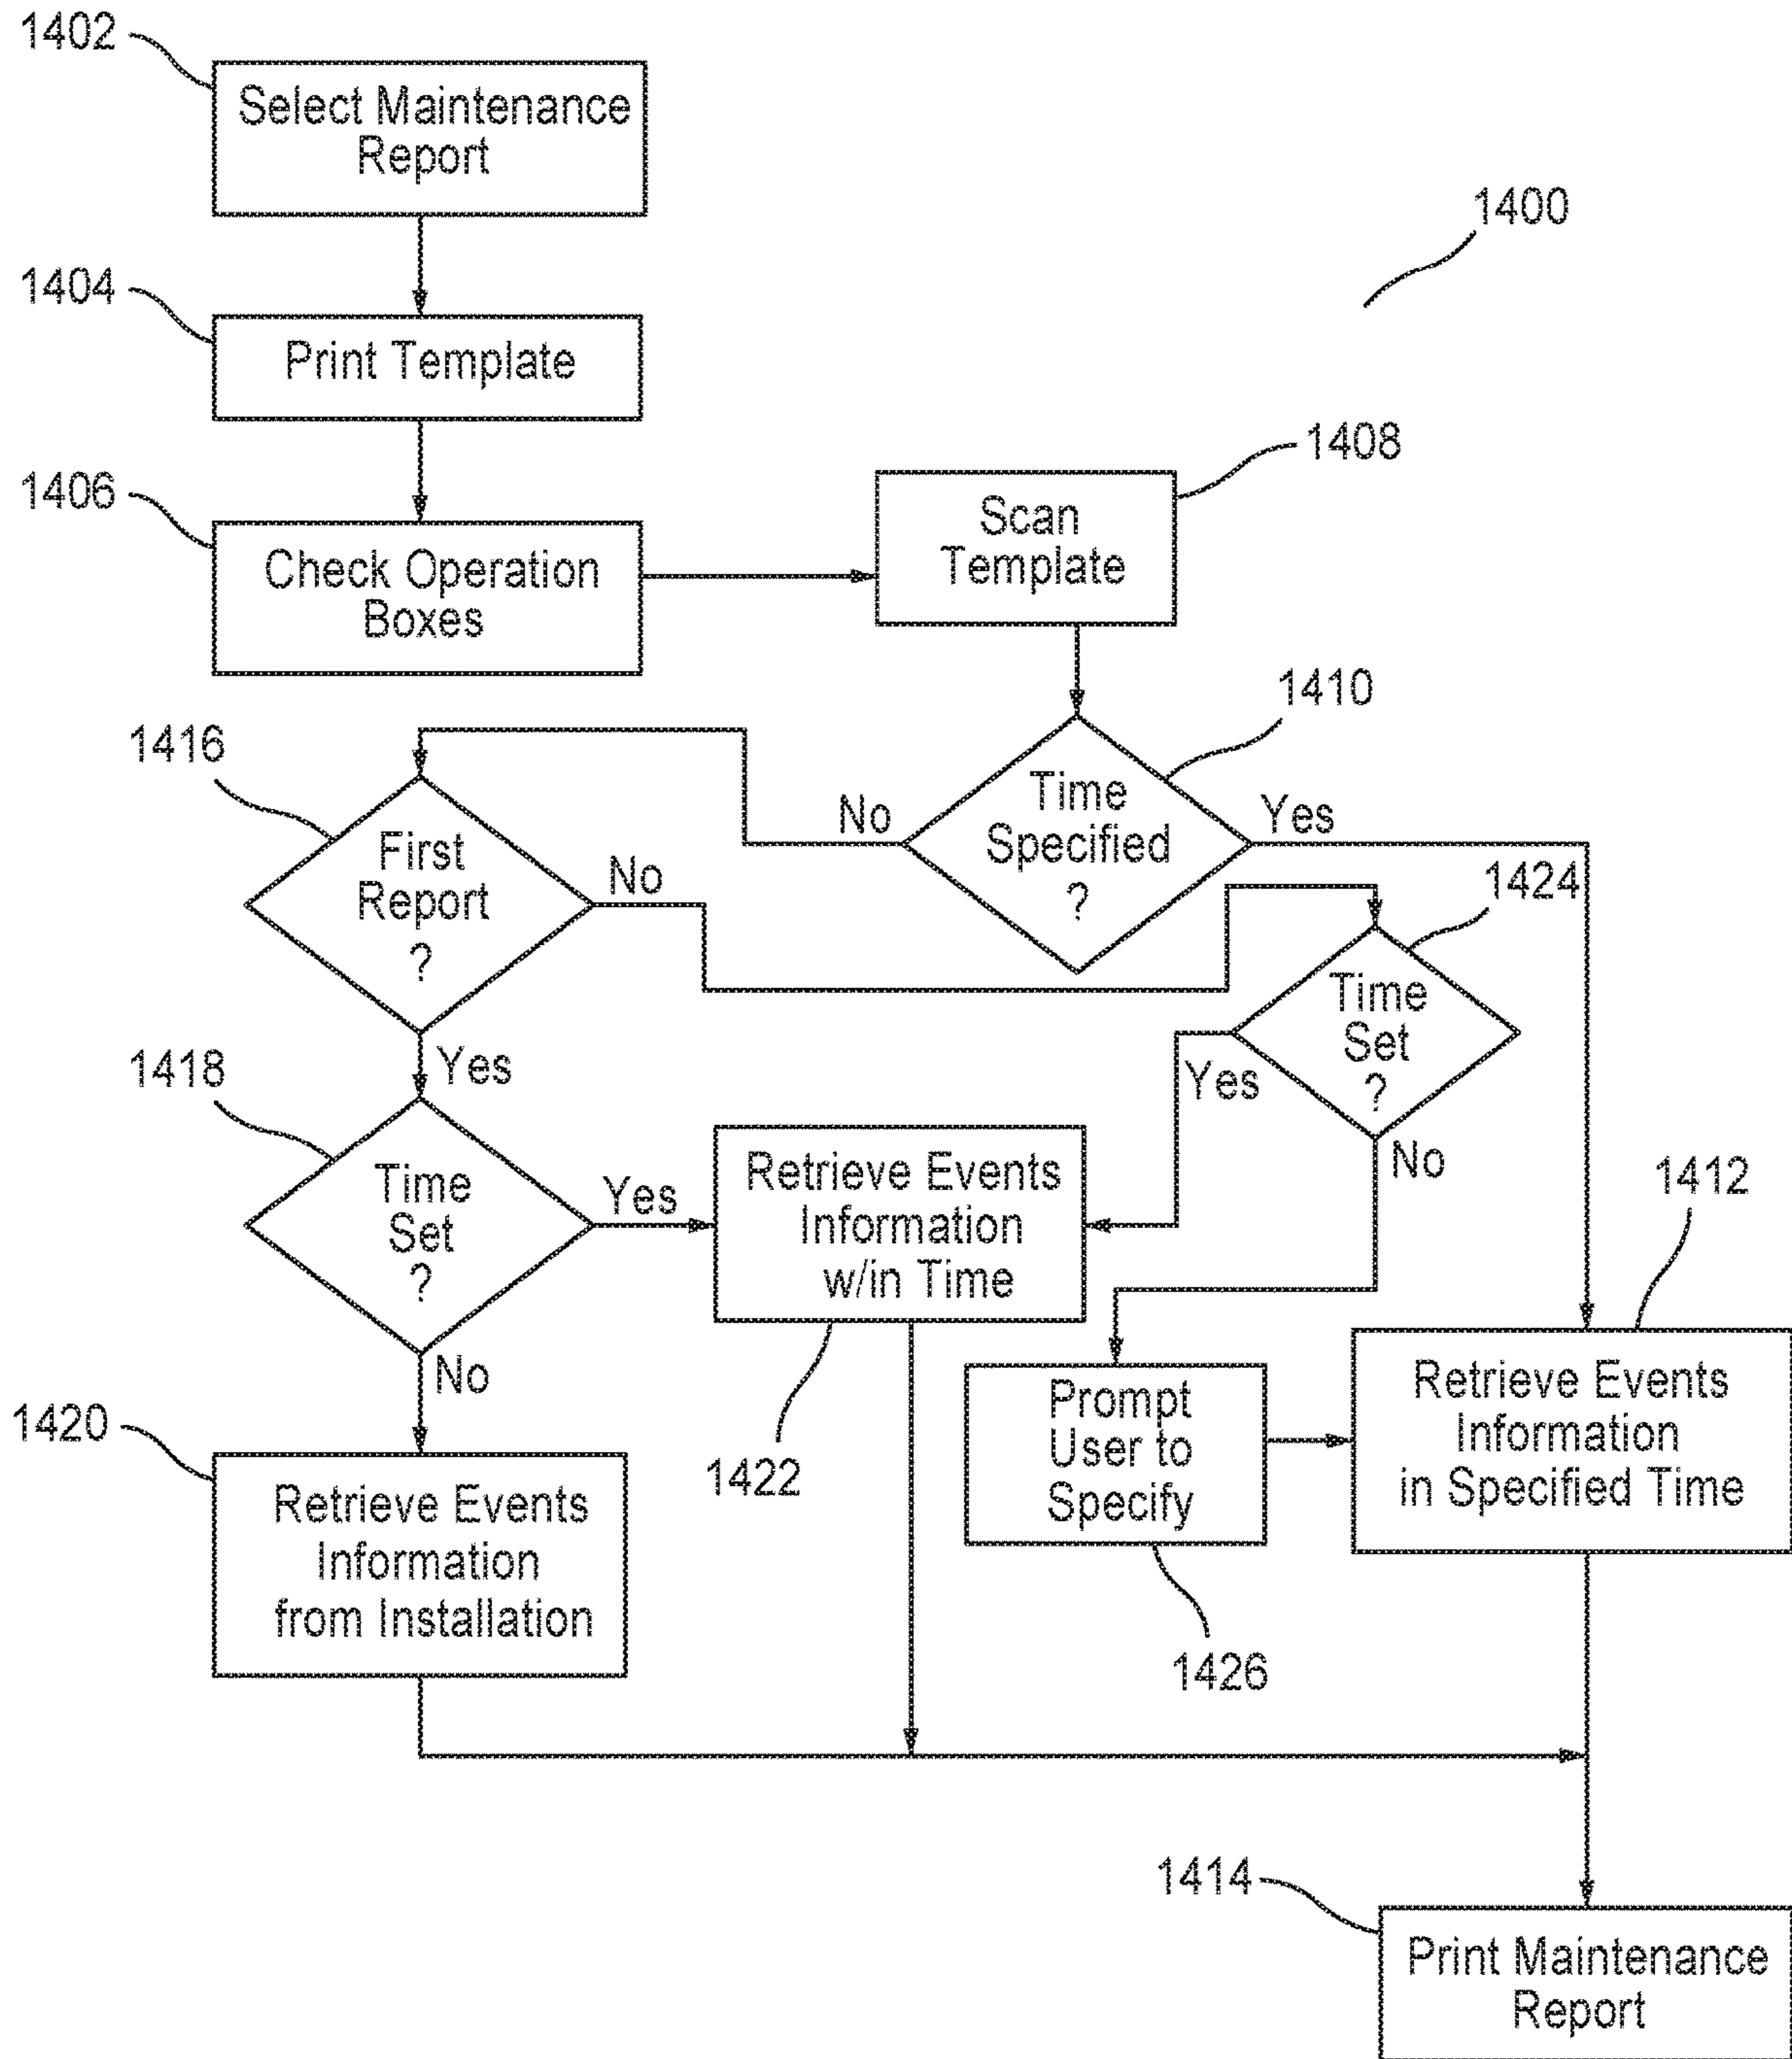 1402
Select Maintenance
Report
1400
1404
Print Template
1408
1406
Check Operation
Boxes
Scan
Template
1410
1416
Time
Specified
?
No
Yes
First
Report
?
No
1424
Time
Set
?
Yes
No
Yes
1418
Time
Set
?
Yes
No
Retrieve Events
Information
w/in Time
1422
1412
Retrieve Events
Information
in Specified Time
Prompt
User to
Specify
1426
1420
Retrieve Events
Information
from Installation
1414
Print Maintenance
Report